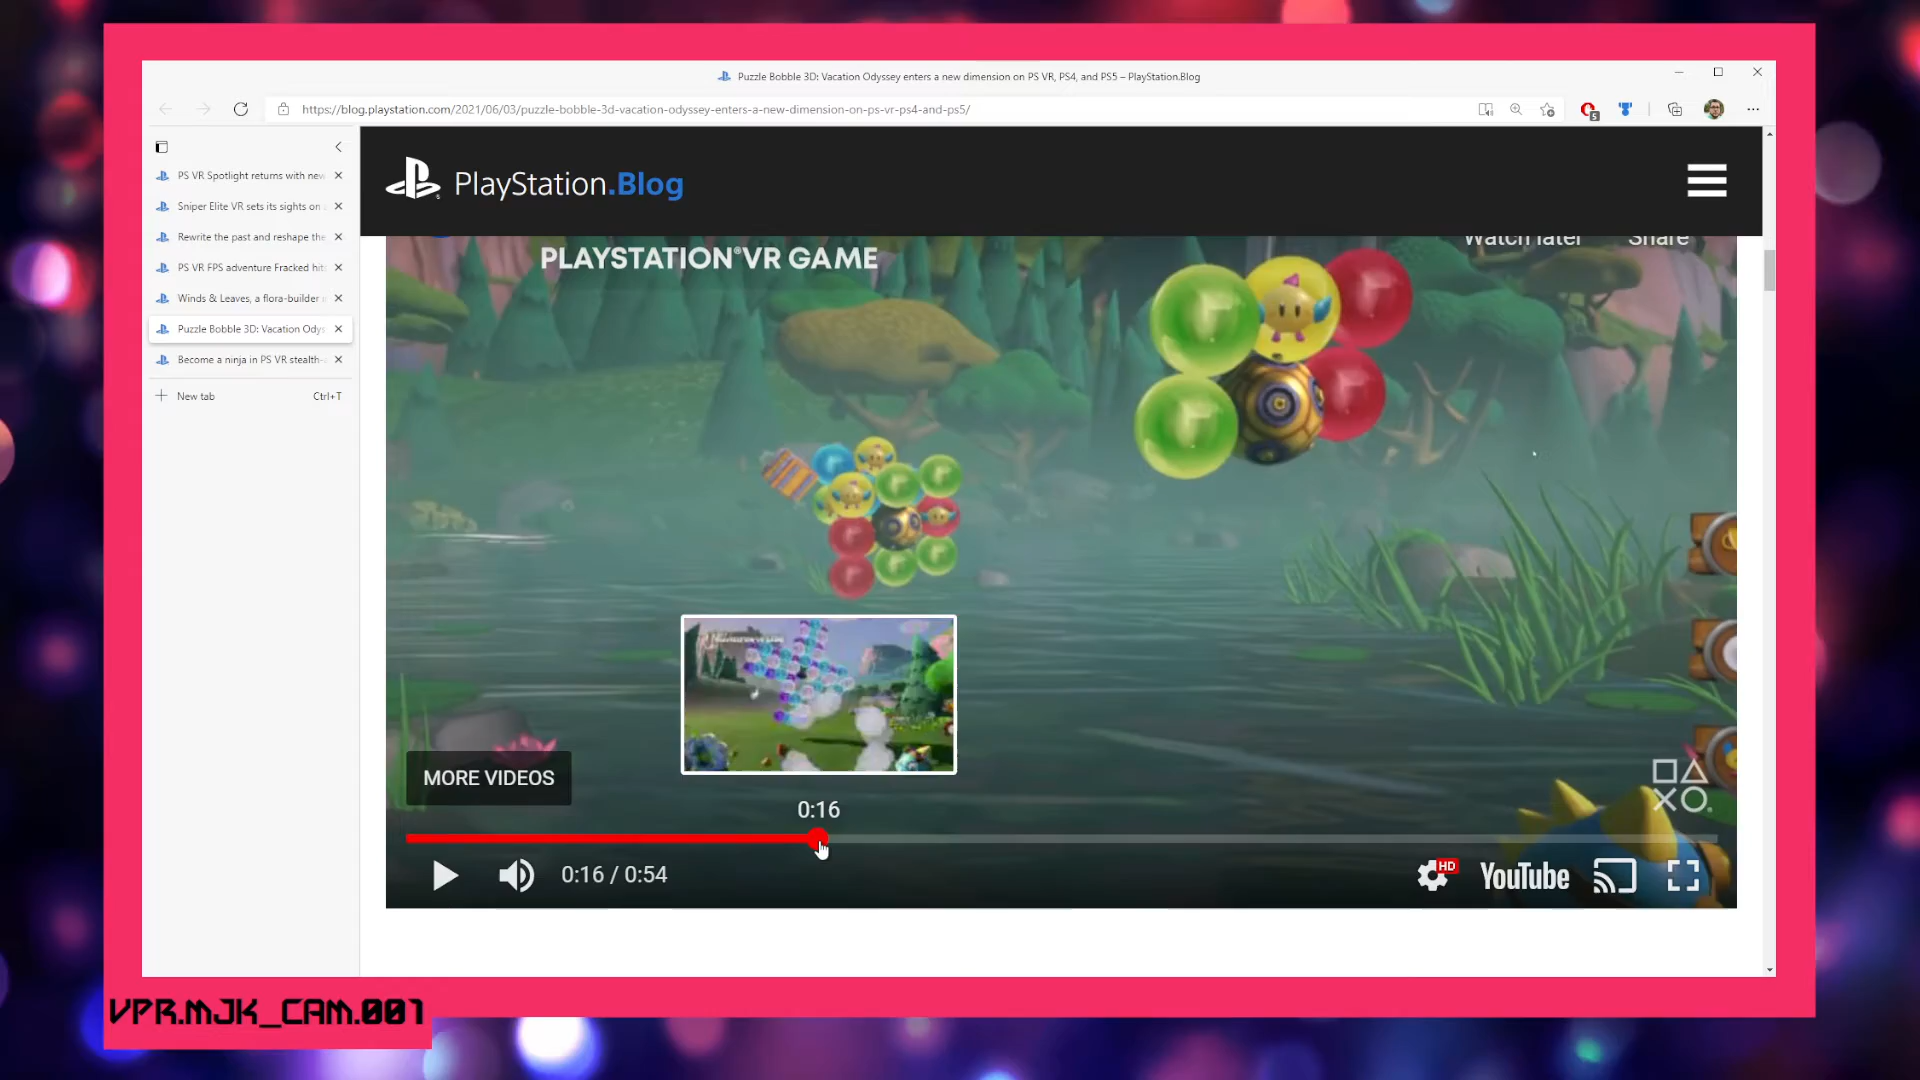 Puzzle Bobble 3D: Vacation Odyssey enters a new dimension on PS VR, PS4, and PS5 – PlayStation.Blog
https://blog.playstation.com/2021/06/03/puzzle-bobble-3d-vacation-odyssey-enters-a-new-dimension-on-ps-vr-ps4-and-ps5/
5
PS VR Spotlight returns with new
Sniper Elite VR sets its sights on
Rewrite the past and reshape the
PS VR FPS adventure Fracked hit
Winds & Leaves, a flora-builder
Puzzle Bobble 3D: Vacation Odys
Become a ninja in PS VR stealth-
New tab Ctrl+T
PlayStation.Blog
PLAYSTATION®VR GAME
Watch later Share
MORE VIDEOS
0:16
0:16 / 0:54
HD
YouTube
VPR.MJK_CAM.001